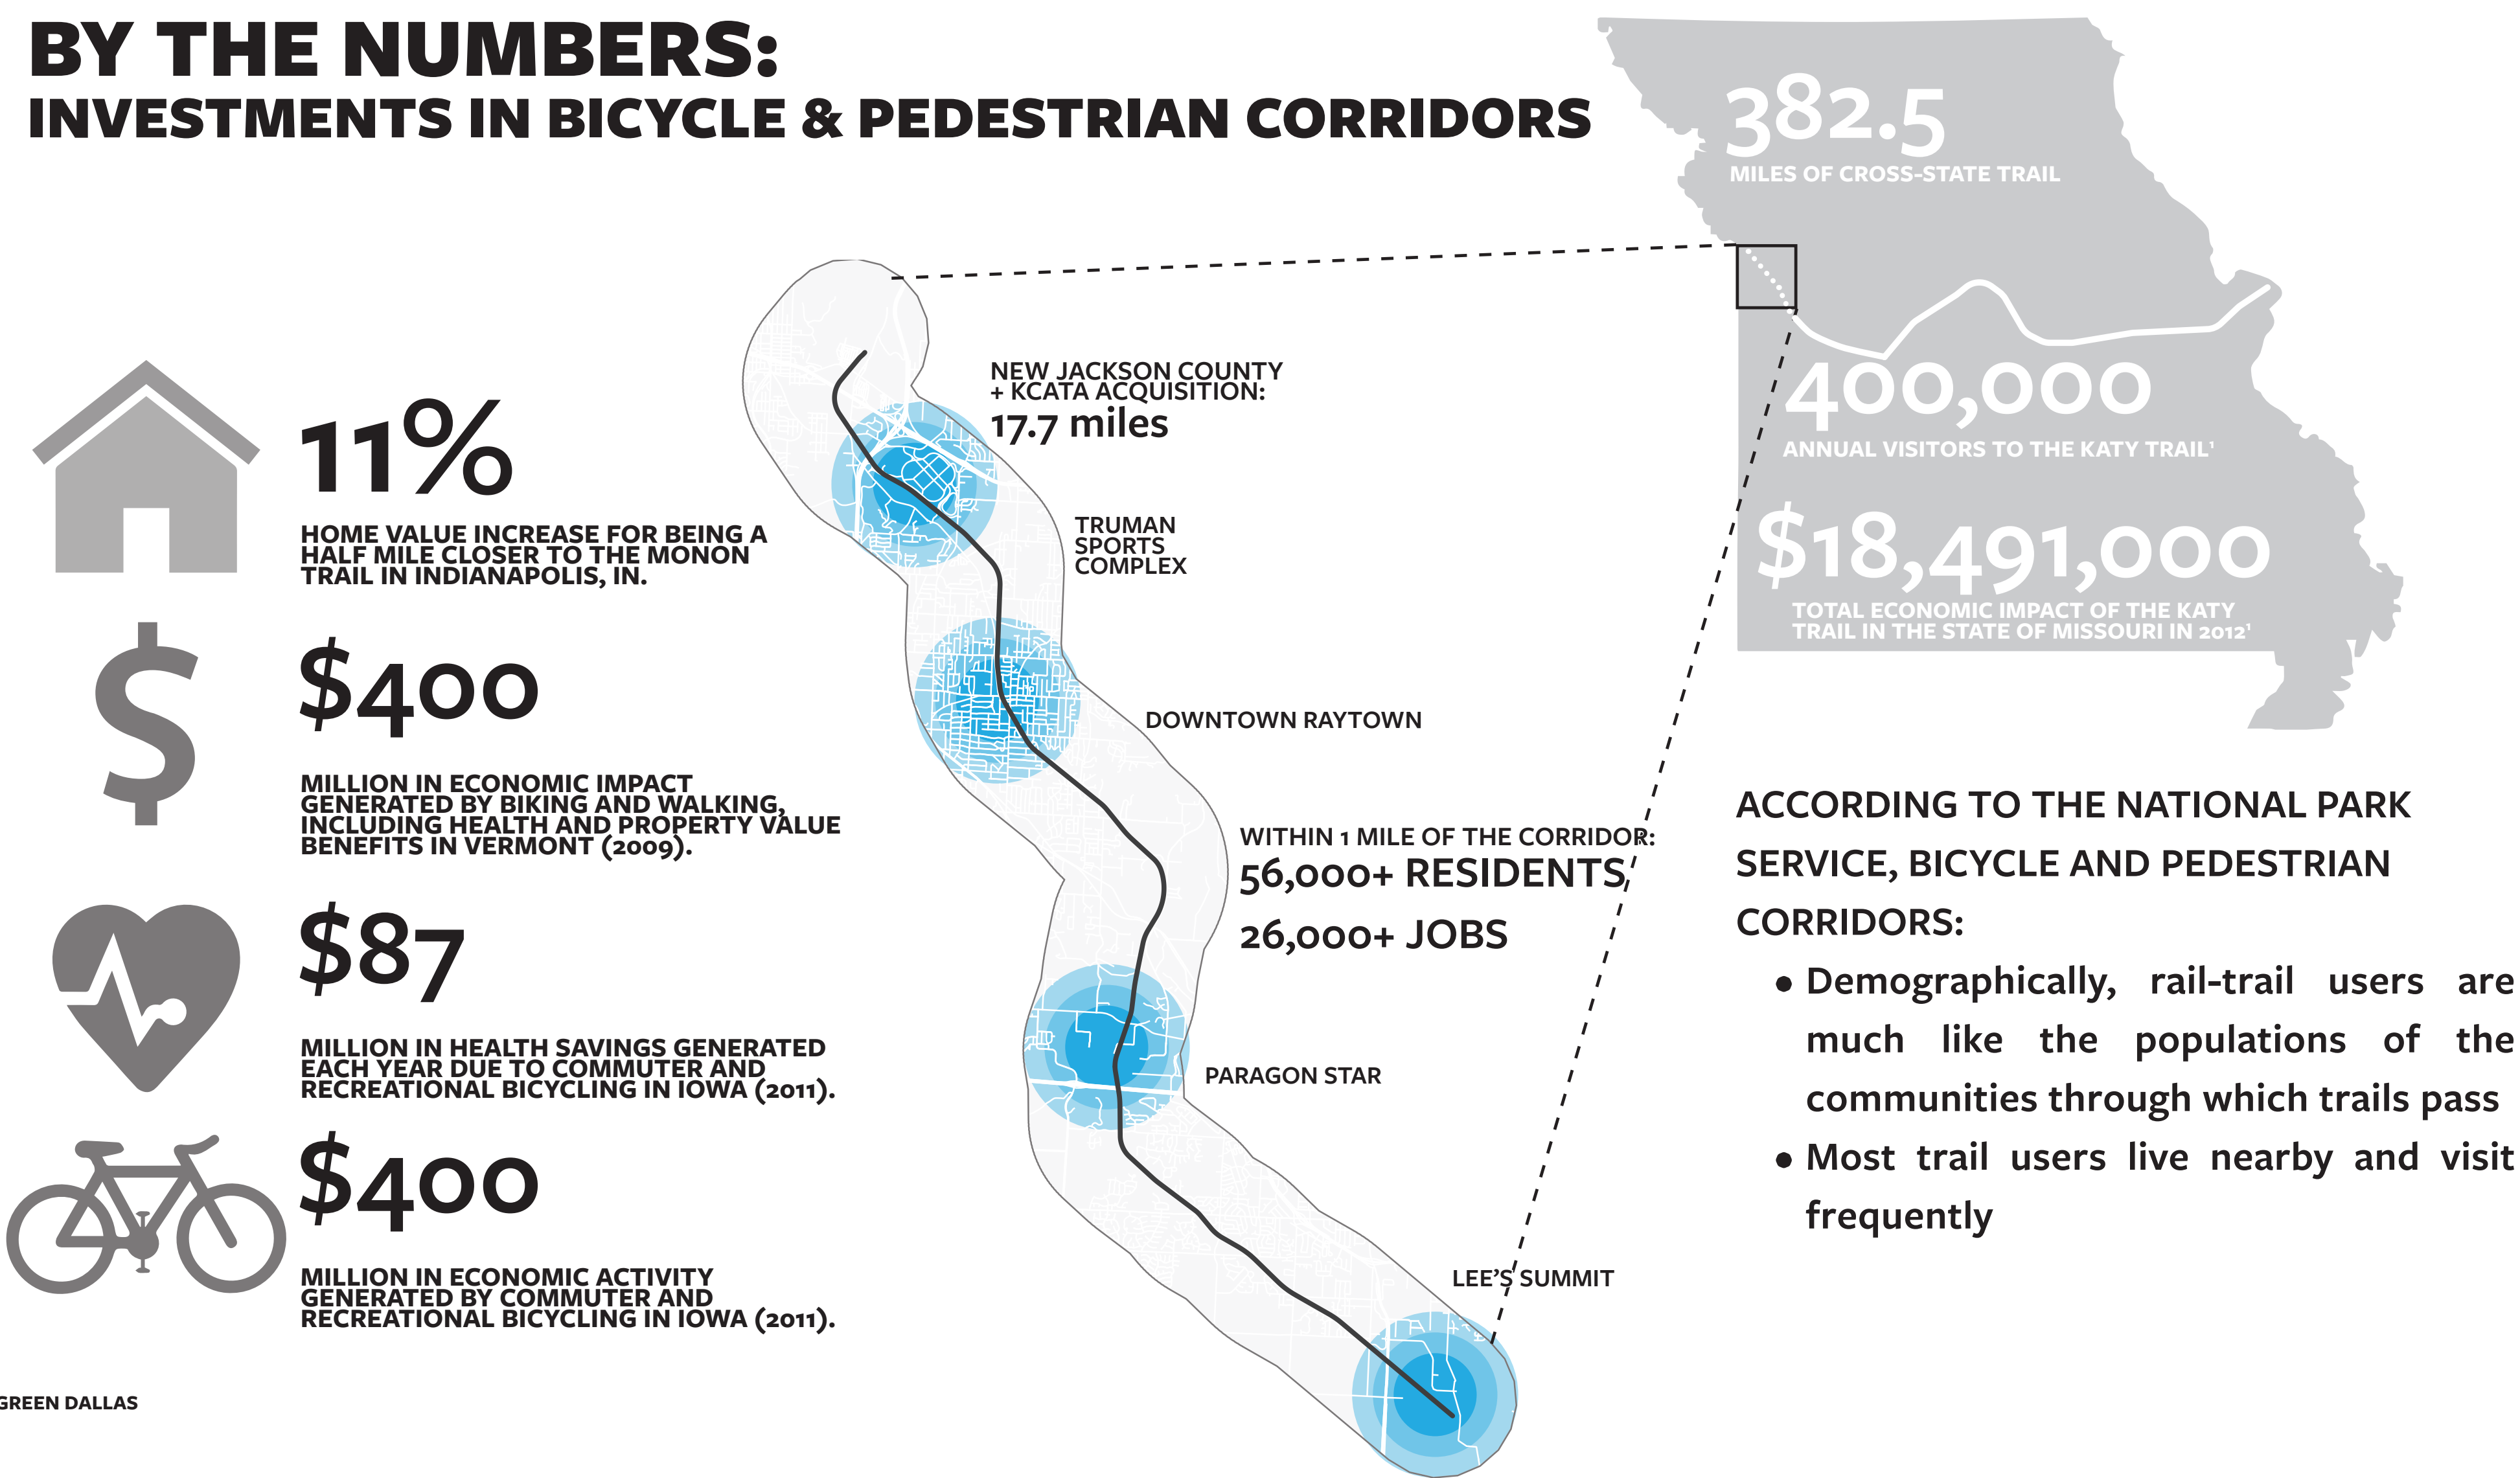 BY THE NUMBERS:
INVESTMENTS IN BICYCLE & PEDESTRIAN CORRIDORS
11%
HOME VALUE INCREASE FOR BEING A
HALF MILE CLOSER TO THE MONON
TRAIL IN INDIANAPOLIS, IN.
$400
MILLION IN ECONOMIC IMPACT
GENERATED BY BIKING AND WALKING,
INCLUDING HEALTH AND PROPERTY VALUE
BENEFITS IN VERMONT (2009).
$87
MILLION IN HEALTH SAVINGS GENERATED
EACH YEAR DUE TO COMMUTER AND
RECREATIONAL BICYCLING IN IOWA (2011).
$400
MILLION IN ECONOMIC ACTIVITY
GENERATED BY COMMUTER AND
RECREATIONAL BICYCLING IN IOWA (2011).
GREEN DALLAS
NEW JACKSON COUNTY
+ KCATA ACQUISITION:
17.7 miles
TRUMAN
SPORTS
COMPLEX
DOWNTOWN RAYTOWN
WITHIN 1 MILE OF THE CORRIDOR:
56,000+ RESIDENTS
26,000+ JOBS
PARAGON STAR
LEE'S SUMMIT
382.5
MILES OF CROSS-STATE TRAIL
400,000
ANNUAL VISITORS TO THE KATY TRAIL¹
$18,491,000
TOTAL ECONOMIC IMPACT OF THE KATY
TRAIL IN THE STATE OF MISSOURI IN 2012¹
ACCORDING TO THE NATIONAL PARK
SERVICE, BICYCLE AND PEDESTRIAN
CORRIDORS:
• Demographically, rail-trail users are
much like the populations of the
communities through which trails pass
• Most trail users live nearby and visit
frequently